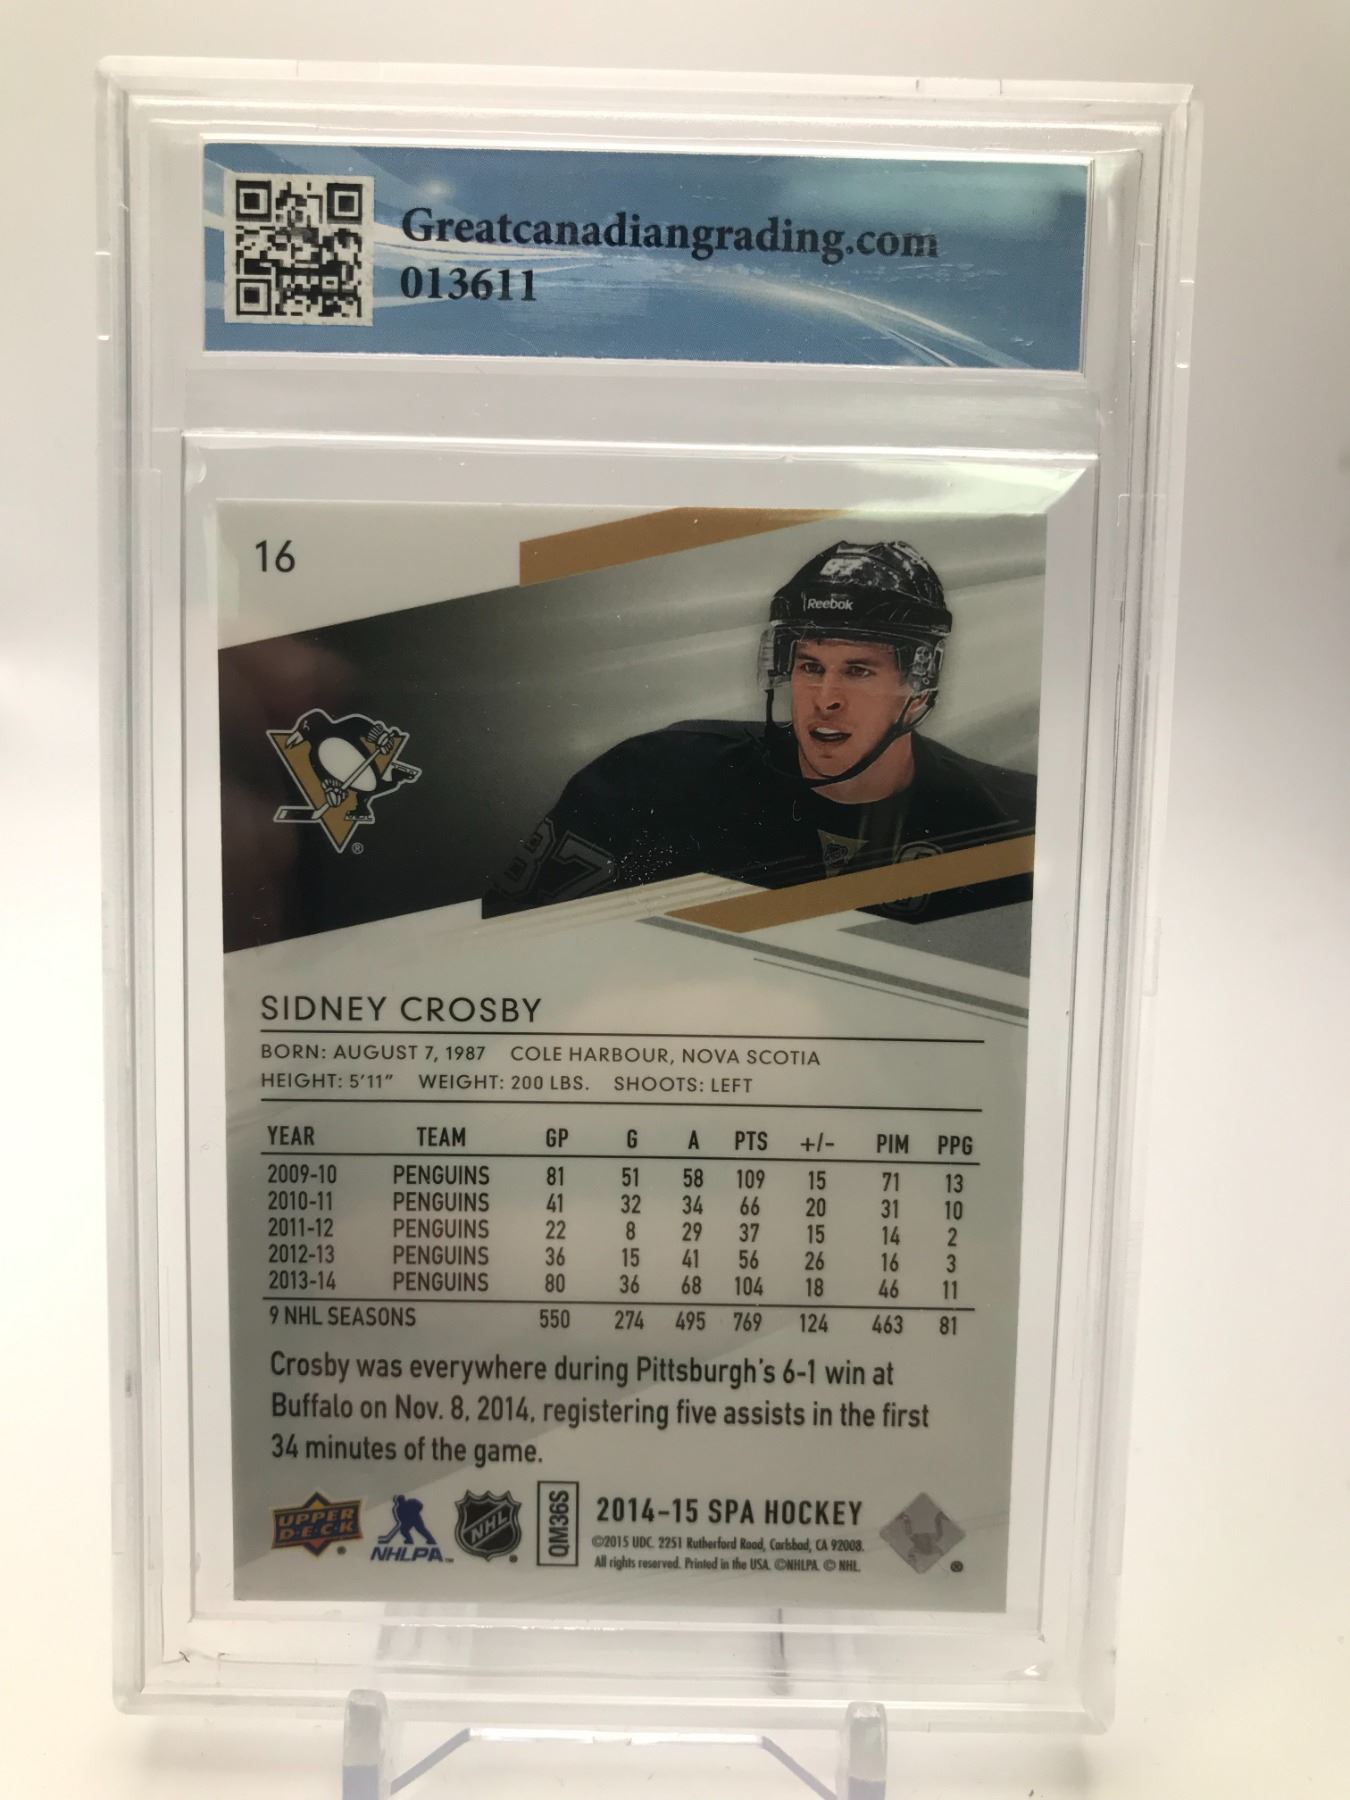 Greatcanadiangrading.com
013611
16
Reebok
87
87
SIDNEY CROSBY
BORN: AUGUST 7, 1987 COLE HARBOUR, NOVA SCOTIA
HEIGHT: 5'11" WEIGHT: 200 LBS. SHOOTS: LEFT
YEAR TEAM GP G A PTS +/- PIM PPG
2009-10 PENGUINS 81 51 58 109 15 71 13
2010-11 PENGUINS 41 32 34 66 20 31 10
2011-12 PENGUINS 22 8 29 37 15 14 2
2012-13 PENGUINS 36 15 41 56 26 16 3
2013-14 PENGUINS 80 36 68 104 18 46 11
9 NHL SEASONS 550 274 495 769 124 463 81
Crosby was everywhere during Pittsburgh's 6-1 win at
Buffalo on Nov. 8, 2014, registering five assists in the first
34 minutes of the game.
UPPER
D·E·C·K
NHLPA™
NHL
QM36S
2014-15 SPA HOCKEY
©2015 UDC. 2251 Rutherford Road, Carlsbad, CA 92008.
All rights reserved. Printed in the USA. ©NHLPA. © NHL.